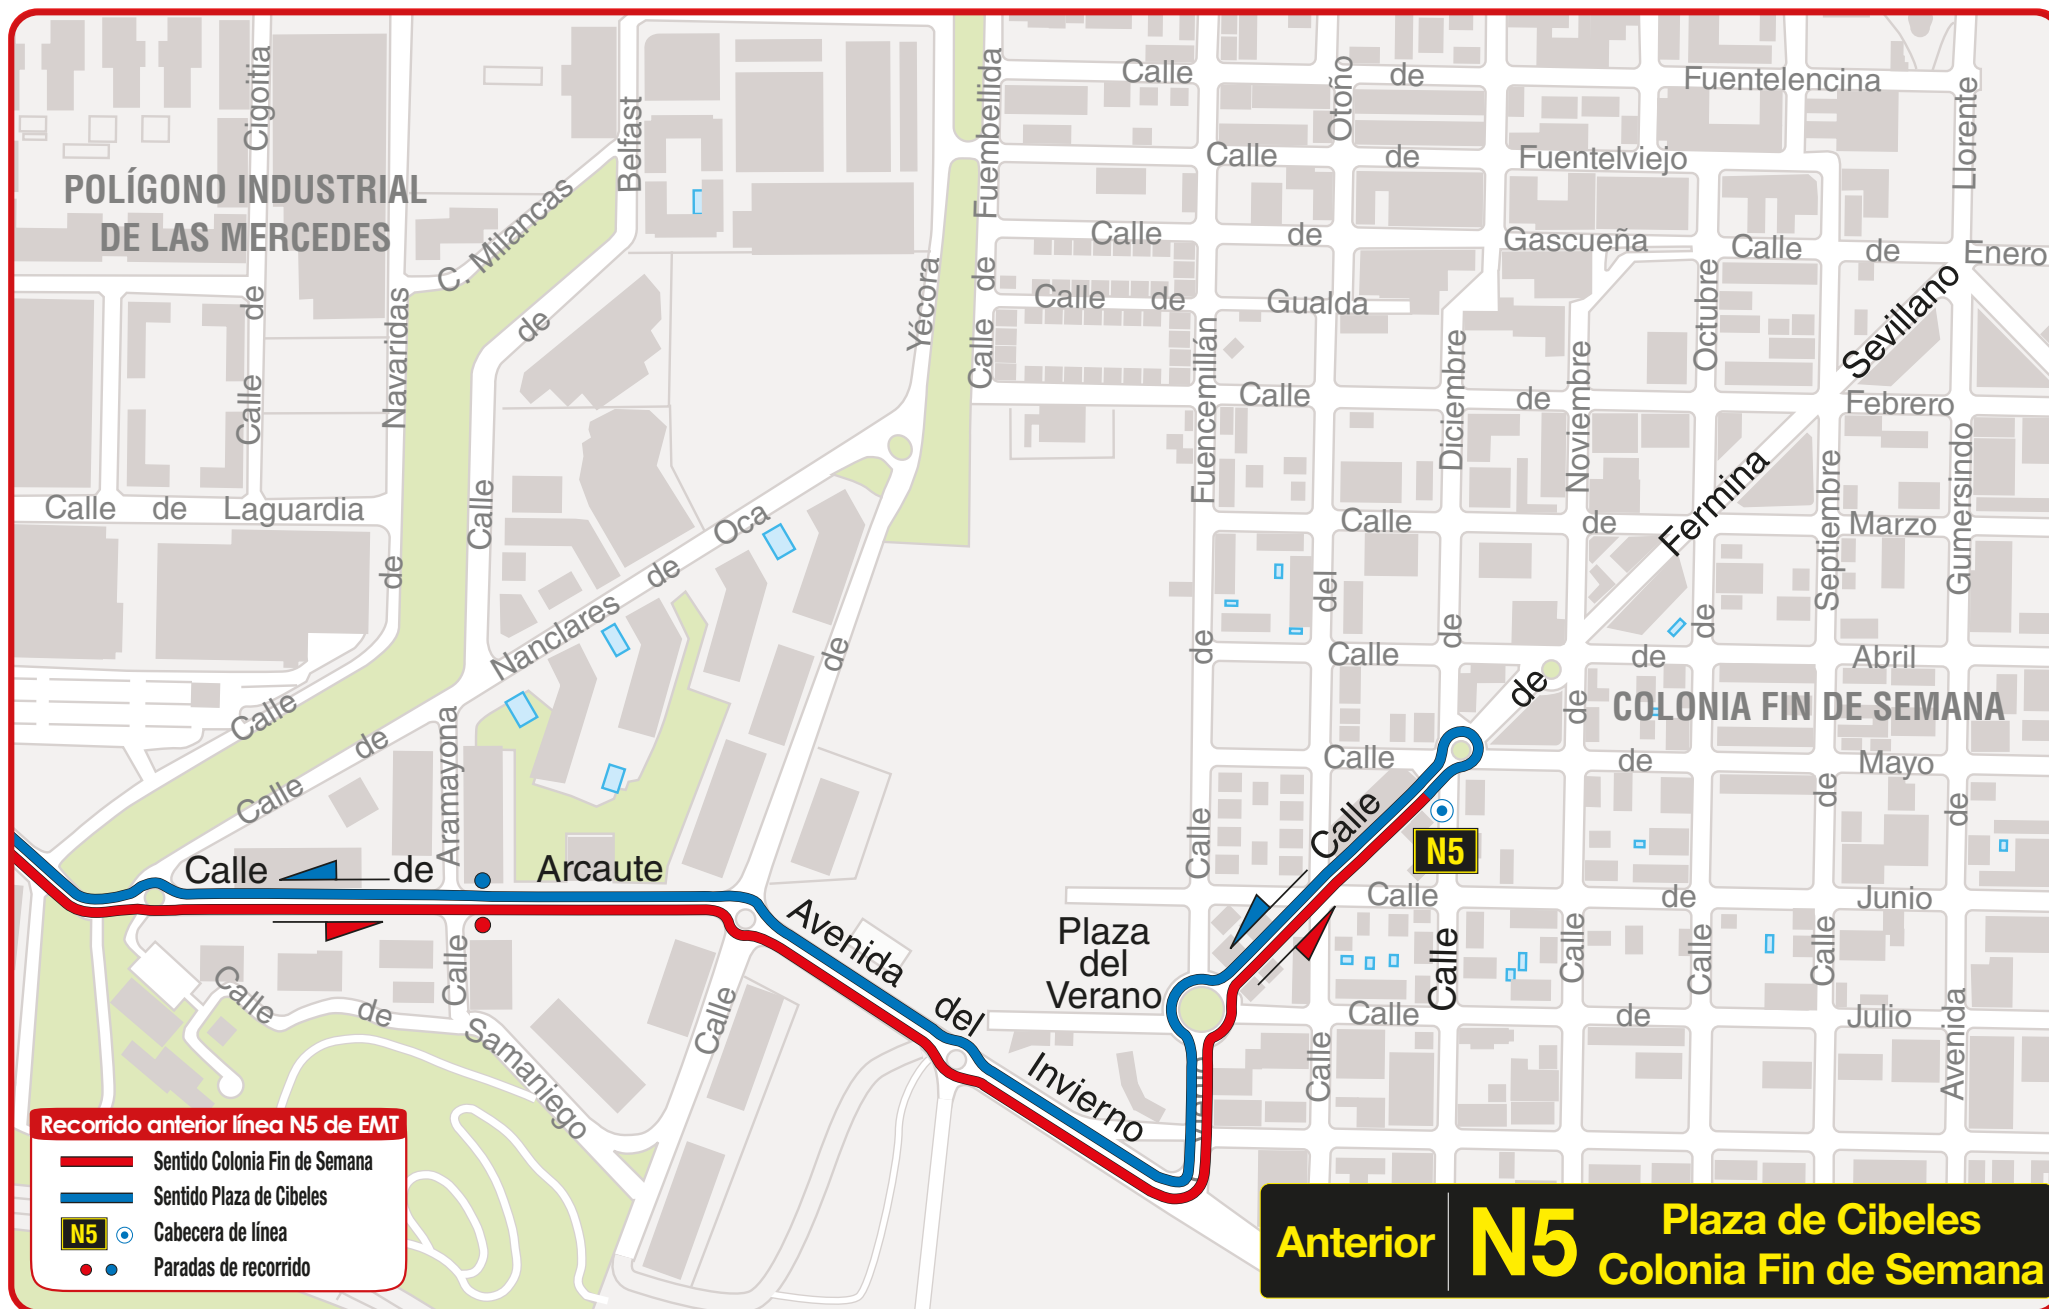 Cigoitia
de
Calle
POLÍGONO INDUSTRIAL
DE LAS MERCEDES
Navaridas
de
Calle
C. Milancas
Belfast
de
Calle
Yécora
de
Calle
Fuembellida
de
Calle
Calle de Fuentelencina
Otoño
del
Calle
Calle de Fuentelviejo
Llorente
Gumersindo
de
Avenida
Calle de Gascueña
Calle de Enero
Calle de Gualda
Fuencemillán
de
Calle
Diciembre
de
Calle
Noviembre
de
Calle
Octubre
de
Calle
Septiembre
de
Calle
Calle de Febrero
Sevillano
Fermina
de
Calle
Calle de Laguardia
Calle de Marzo
Calle de Nanclares de Oca
Calle de Abril
COLONIA FIN DE SEMANA
Calle de Mayo
Aramayona
Calle
Calle de Arcaute
N5
Calle de Junio
Avenida del Invierno
Plaza
del
Verano
Calle de Samaniego
Calle de Julio
Recorrido anterior línea N5 de EMT
Sentido Colonia Fin de Semana
Sentido Plaza de Cibeles
N5 Cabecera de línea
Paradas de recorrido
Anterior N5 Plaza de Cibeles
Colonia Fin de Semana